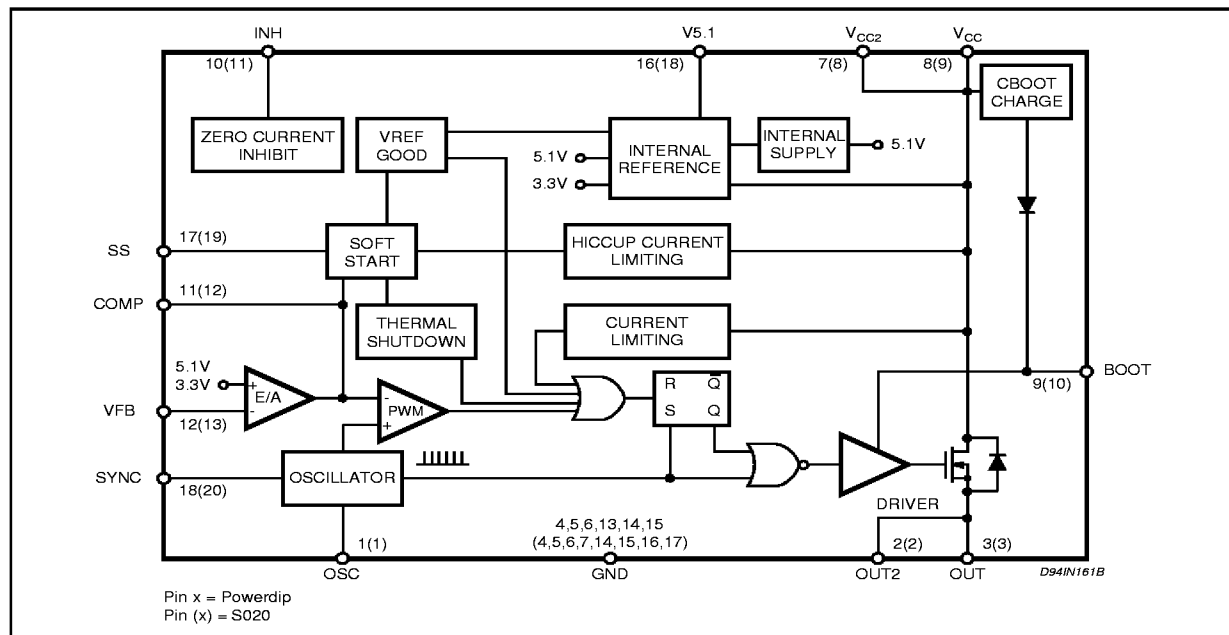 INH
V5.1
VCC2
VCC
10(11)
16(18)
7(8)
8(9)
CBOOT
CHARGE
ZERO CURRENT
INHIBIT
VREF
GOOD
5.1V
3.3V
INTERNAL
REFERENCE
INTERNAL
SUPPLY
5.1V
SS
17(19)
SOFT
START
HICCUP CURRENT
LIMITING
COMP
11(12)
THERMAL
SHUTDOWN
CURRENT
LIMITING
5.1V
3.3V
+
E/A
-
VFB
12(13)
-
PWM
+
R Q̅
S Q
9(10)
BOOT
SYNC
18(20)
OSCILLATOR
DRIVER
1(1)
4,5,6,13,14,15
(4,5,6,7,14,15,16,17)
2(2)
3(3)
OSC
GND
OUT2
OUT
D94IN161B
Pin x = Powerdip
Pin (x) = S020